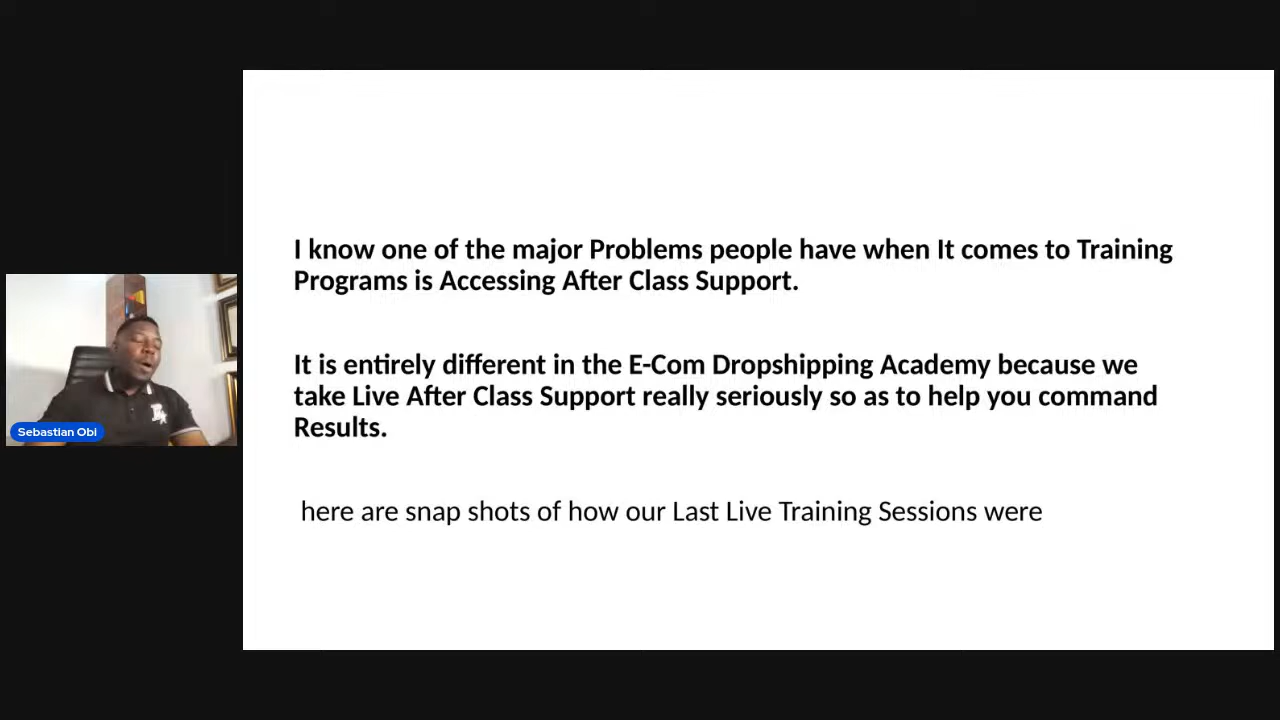 I know one of the major Problems people have when It comes to Training
Programs is Accessing After Class Support.
It is entirely different in the E-Com Dropshipping Academy because we
take Live After Class Support really seriously so as to help you command
Results.
here are snap shots of how our Last Live Training Sessions were
Sebastian Obi